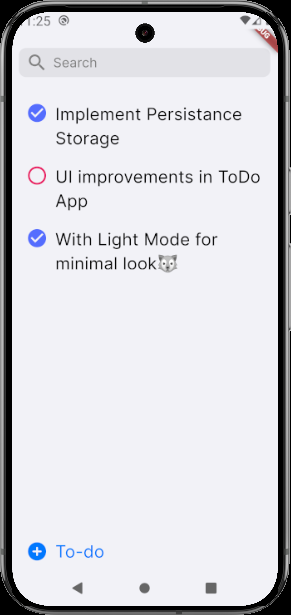 1:25
Search
Implement Persistance
Storage
UI improvements in ToDo
App
With Light Mode for
minimal look🐺
To-do